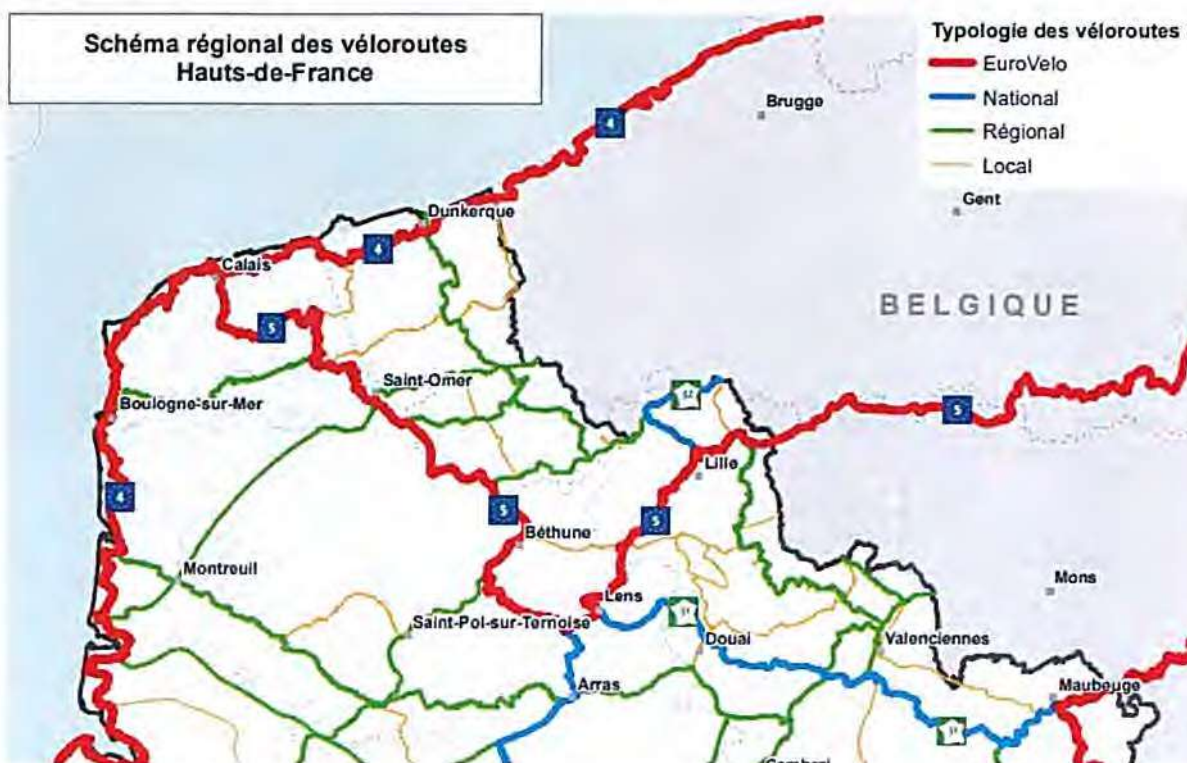 Schéma régional des véloroutes
Hauts-de-France
Typologie des véloroutes
EuroVelo
National
Régional
Local
Brugge
4
Gent
Dunkerque
4
Calais
BELGIQUE
5
Saint-Omer
Boulogne-sur-Mer
5
Lille
4
5
5
Béthune
Mons
Montreuil
Lens
Saint-Pol-sur-Ternoise
Douai
Valenciennes
Arras
Maubeuge